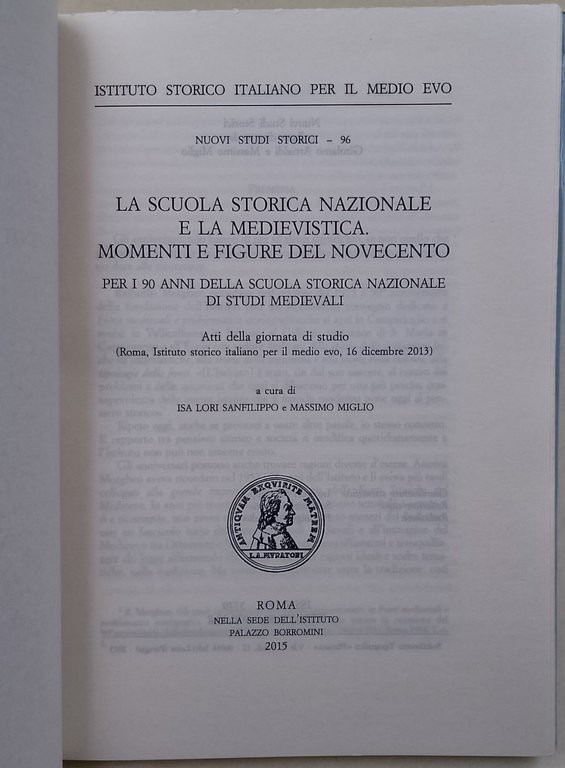 ISTITUTO STORICO ITALIANO PER IL MEDIO EVO
NUOVI STUDI STORICI – 96
LA SCUOLA STORICA NAZIONALE
E LA MEDIEVISTICA.
MOMENTI E FIGURE DEL NOVECENTO
PER I 90 ANNI DELLA SCUOLA STORICA NAZIONALE
DI STUDI MEDIEVALI
Atti della giornata di studio
(Roma, Istituto storico italiano per il medio evo, 16 dicembre 2013)
a cura di
ISA LORI SANFILIPPO e MASSIMO MIGLIO
ANTIQUAM EXQUIRITE MATREM
L.A. MURATORI
ROMA
NELLA SEDE DELL'ISTITUTO
PALAZZO BORROMINI
2015